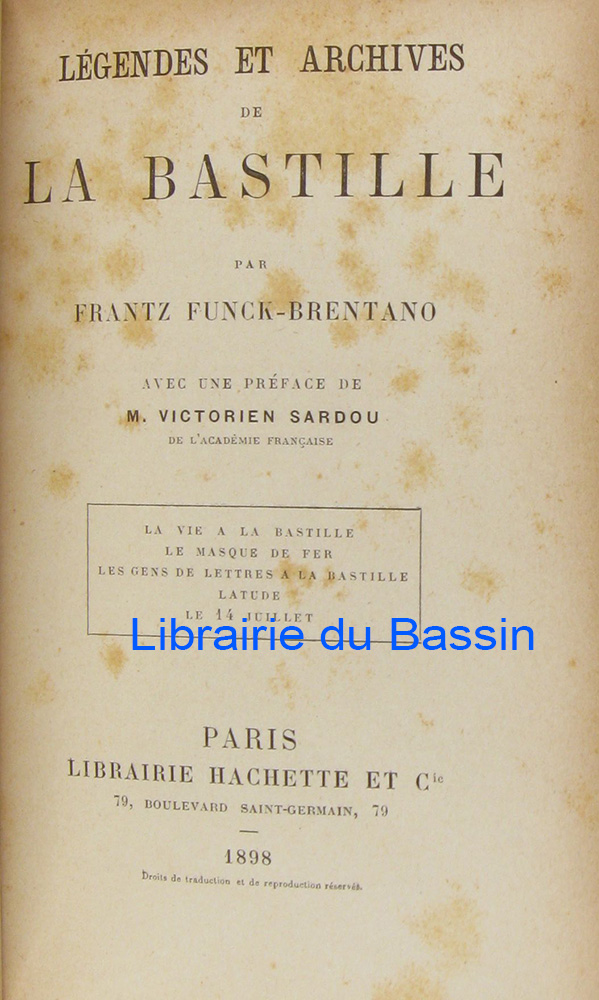 LÉGENDES ET ARCHIVES
DE
LA BASTILLE
PAR
FRANTZ FUNCK-BRENTANO
AVEC UNE PRÉFACE DE
M. VICTORIEN SARDOU
DE L'ACADÉMIE FRANÇAISE
LA VIE A LA BASTILLE
LE MASQUE DE FER
LES GENS DE LETTRES A LA BASTILLE
LATUDE
LE 14 JUILLET
Librairie du Bassin
PARIS
LIBRAIRIE HACHETTE ET Cie
79, BOULEVARD SAINT-GERMAIN, 79
1898
Droits de traduction et de reproduction réservés.